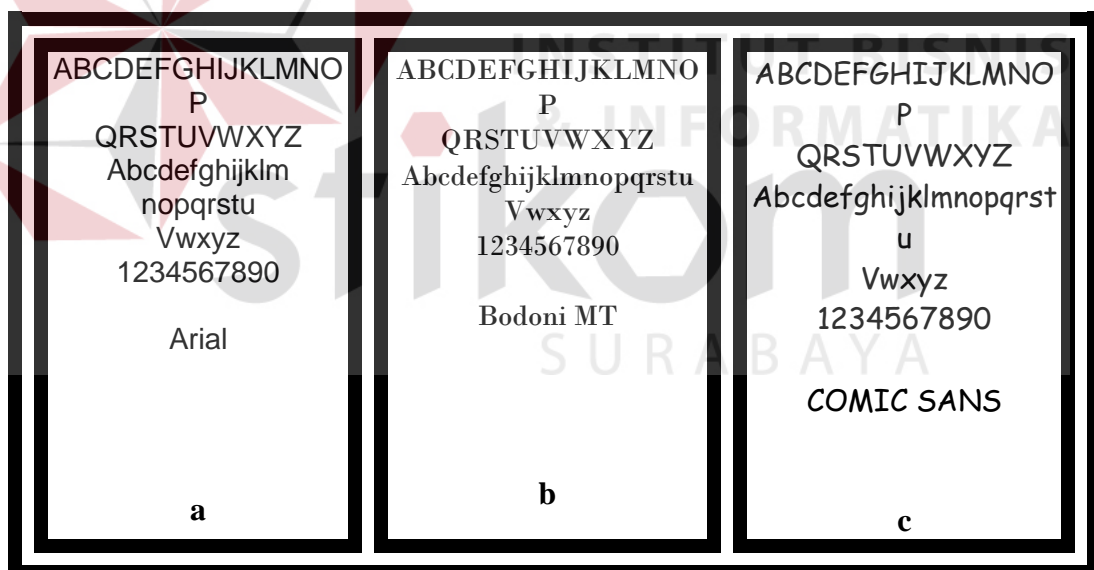 ABCDEFGHIJKLMNO
P
QRSTUVWXYZ
Abcdefghijklm
nopqrstu
Vwxyz
1234567890
Arial
a
ABCDEFGHIJKLMNO
P
QRSTUVWXYZ
Abcdefghijklmnopqrstu
Vwxyz
1234567890
Bodoni MT
b
ABCDEFGHIJKLMNO
P
QRSTUVWXYZ
Abcdefghijklmnopqrst
u
Vwxyz
1234567890
COMIC SANS
c
INSTITUT BISNIS
& INFORMATIKA
stikom
SURABAYA